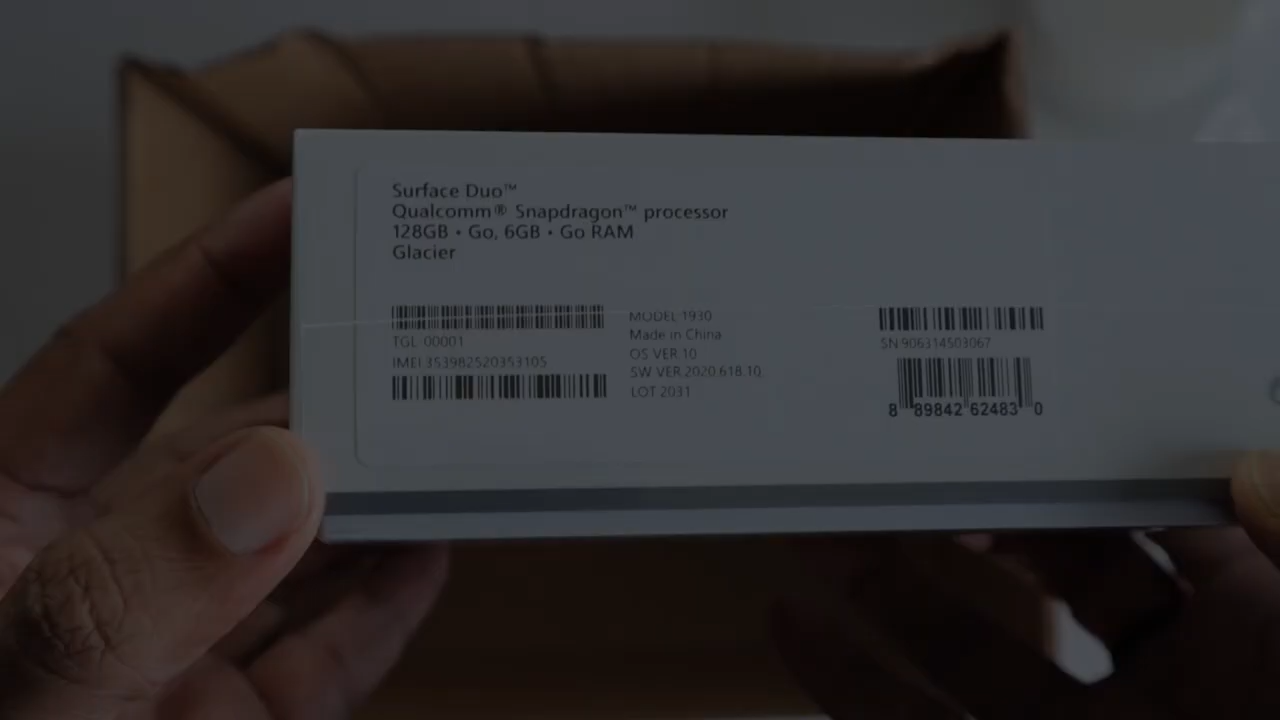 Surface Duo™
Qualcomm® Snapdragon™ processor
128GB • Go, 6GB • Go RAM
Glacier
TGL 00001
IMEI 353982520353105
MODEL 1930
Made in China
OS VER 10
SW VER 2020.618.10
LOT 2031
SN 906314503067
8 89842 62483 0